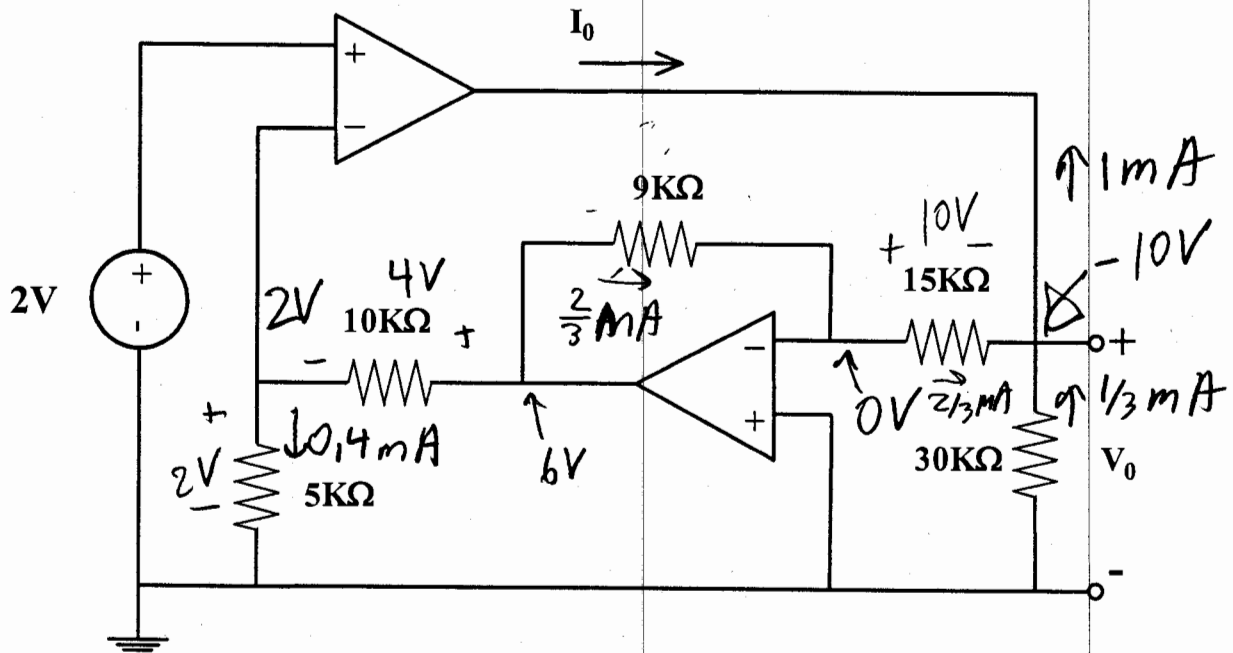 I₀
+
−
↑ 1mA
9KΩ
-
10V
+ −
15KΩ
-10V
+
2V
-
4V
2V
10KΩ
- +
2/3 mA
−
+
0V
2/3 mA
+
↑ 1/3 mA
30KΩ
V₀
+
2V
−
↓0,4mA
5KΩ
6V
-